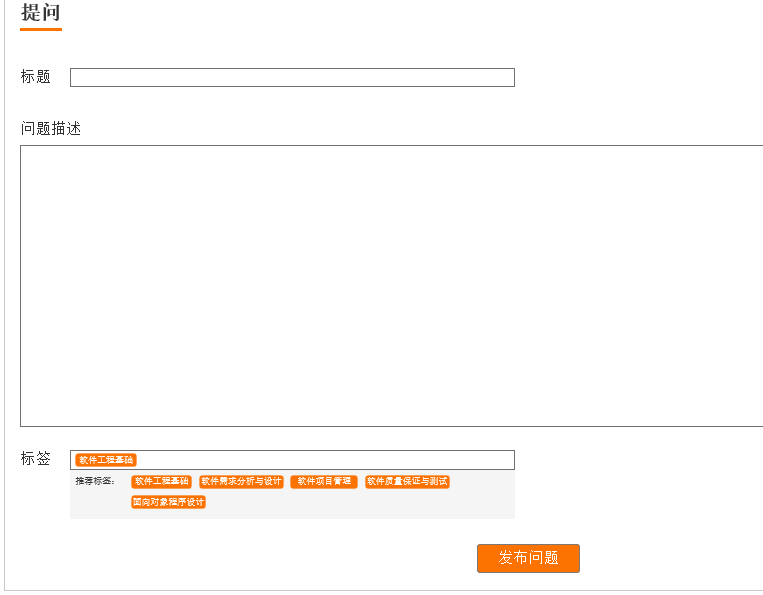 提问
标题
问题描述
标签 软件工程基础
推荐标签： 软件工程基础 软件需求分析与设计 软件项目管理 软件质量保证与测试
面向对象程序设计
发布问题